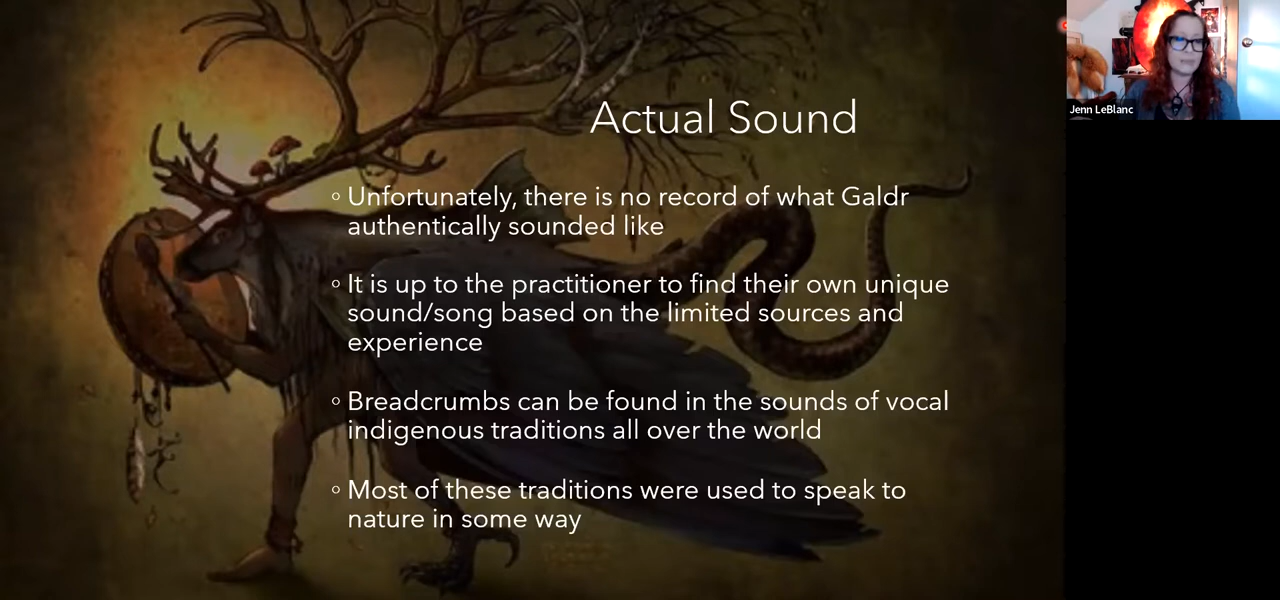 Actual Sound
◦ Unfortunately, there is no record of what Galdr
authentically sounded like
◦ It is up to the practitioner to find their own unique
sound/song based on the limited sources and
experience
◦ Breadcrumbs can be found in the sounds of vocal
indigenous traditions all over the world
◦ Most of these traditions were used to speak to
nature in some way
Jenn LeBlanc